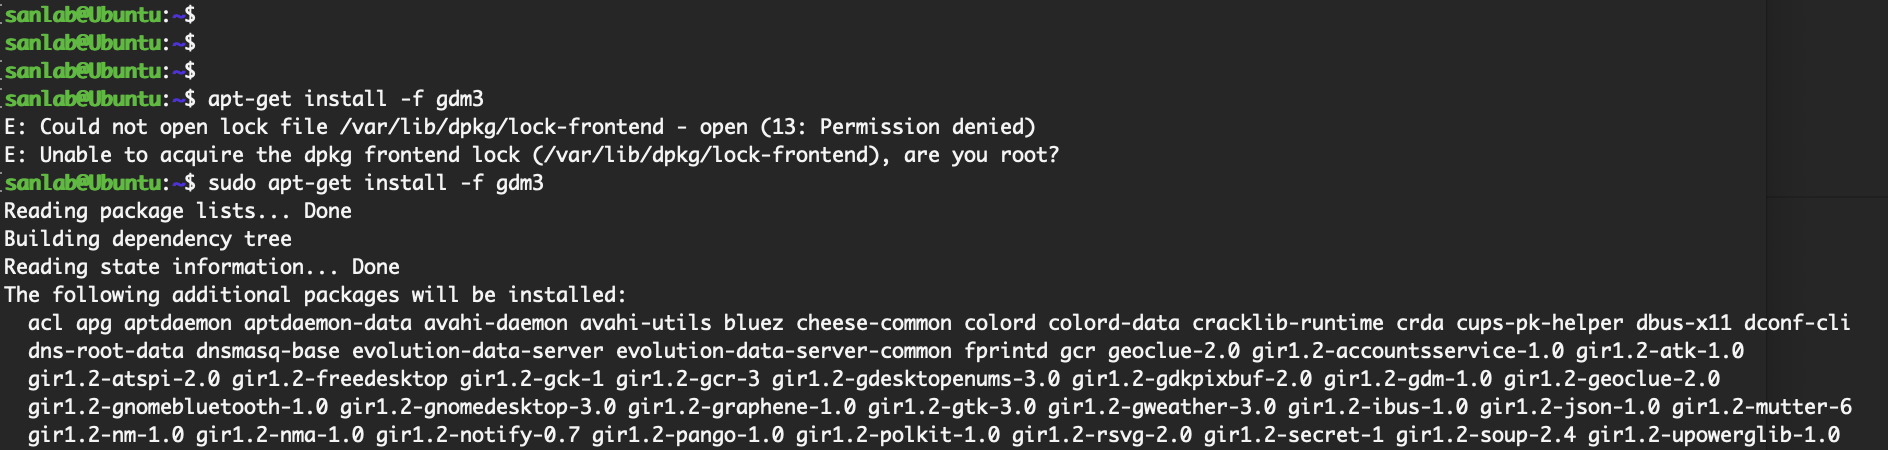 sanlab@Ubuntu:~$
sanlab@Ubuntu:~$
sanlab@Ubuntu:~$
sanlab@Ubuntu:~$ apt-get install -f gdm3
E: Could not open lock file /var/lib/dpkg/lock-frontend - open (13: Permission denied)
E: Unable to acquire the dpkg frontend lock (/var/lib/dpkg/lock-frontend), are you root?
sanlab@Ubuntu:~$ sudo apt-get install -f gdm3
Reading package lists... Done
Building dependency tree
Reading state information... Done
The following additional packages will be installed:
acl apg aptdaemon aptdaemon-data avahi-daemon avahi-utils bluez cheese-common colord colord-data cracklib-runtime crda cups-pk-helper dbus-x11 dconf-cli
dns-root-data dnsmasq-base evolution-data-server evolution-data-server-common fprintd gcr geoclue-2.0 gir1.2-accountsservice-1.0 gir1.2-atk-1.0
gir1.2-atspi-2.0 gir1.2-freedesktop gir1.2-gck-1 gir1.2-gcr-3 gir1.2-gdesktopenums-3.0 gir1.2-gdkpixbuf-2.0 gir1.2-gdm-1.0 gir1.2-geoclue-2.0
gir1.2-gnomebluetooth-1.0 gir1.2-gnomedesktop-3.0 gir1.2-graphene-1.0 gir1.2-gtk-3.0 gir1.2-gweather-3.0 gir1.2-ibus-1.0 gir1.2-json-1.0 gir1.2-mutter-6
gir1.2-nm-1.0 gir1.2-nma-1.0 gir1.2-notify-0.7 gir1.2-pango-1.0 gir1.2-polkit-1.0 gir1.2-rsvg-2.0 gir1.2-secret-1 gir1.2-soup-2.4 gir1.2-upowerglib-1.0